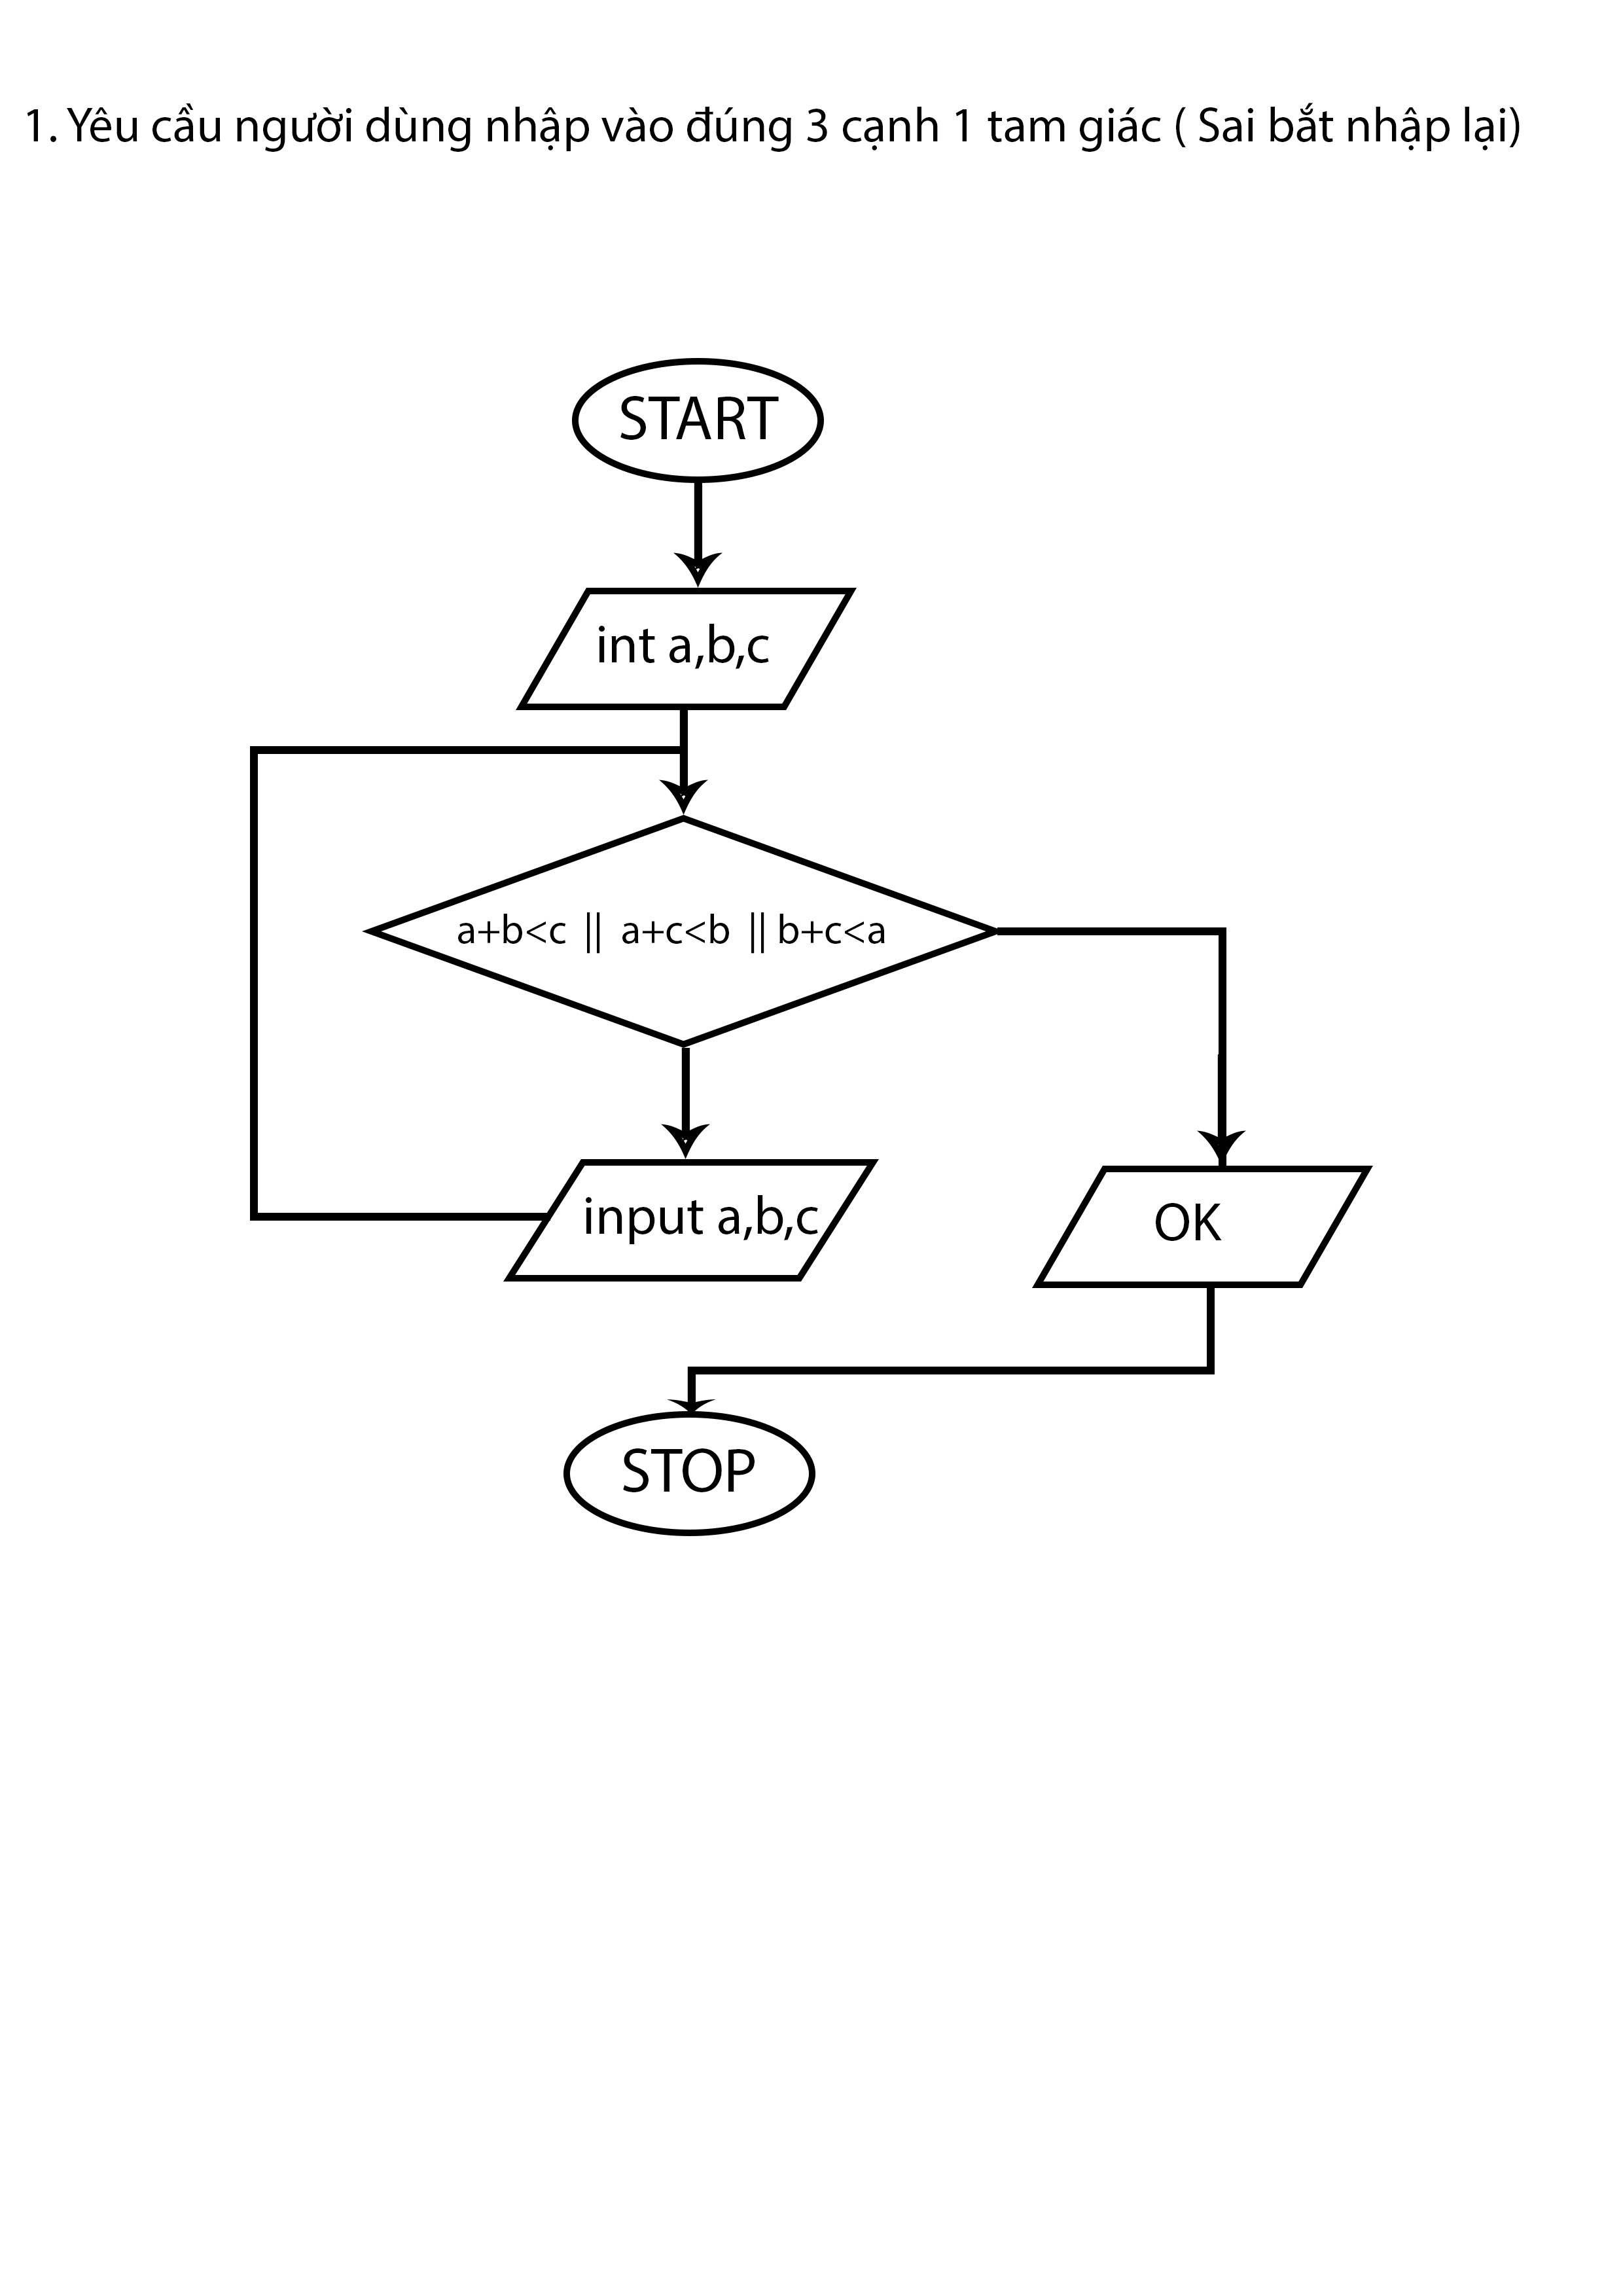 1. Yêu cầu người dùng nhập vào đúng 3 cạnh 1 tam giác ( Sai bắt nhập lại)
START
int a,b,c
a+b<c || a+c<b || b+c<a
input a,b,c
OK
STOP